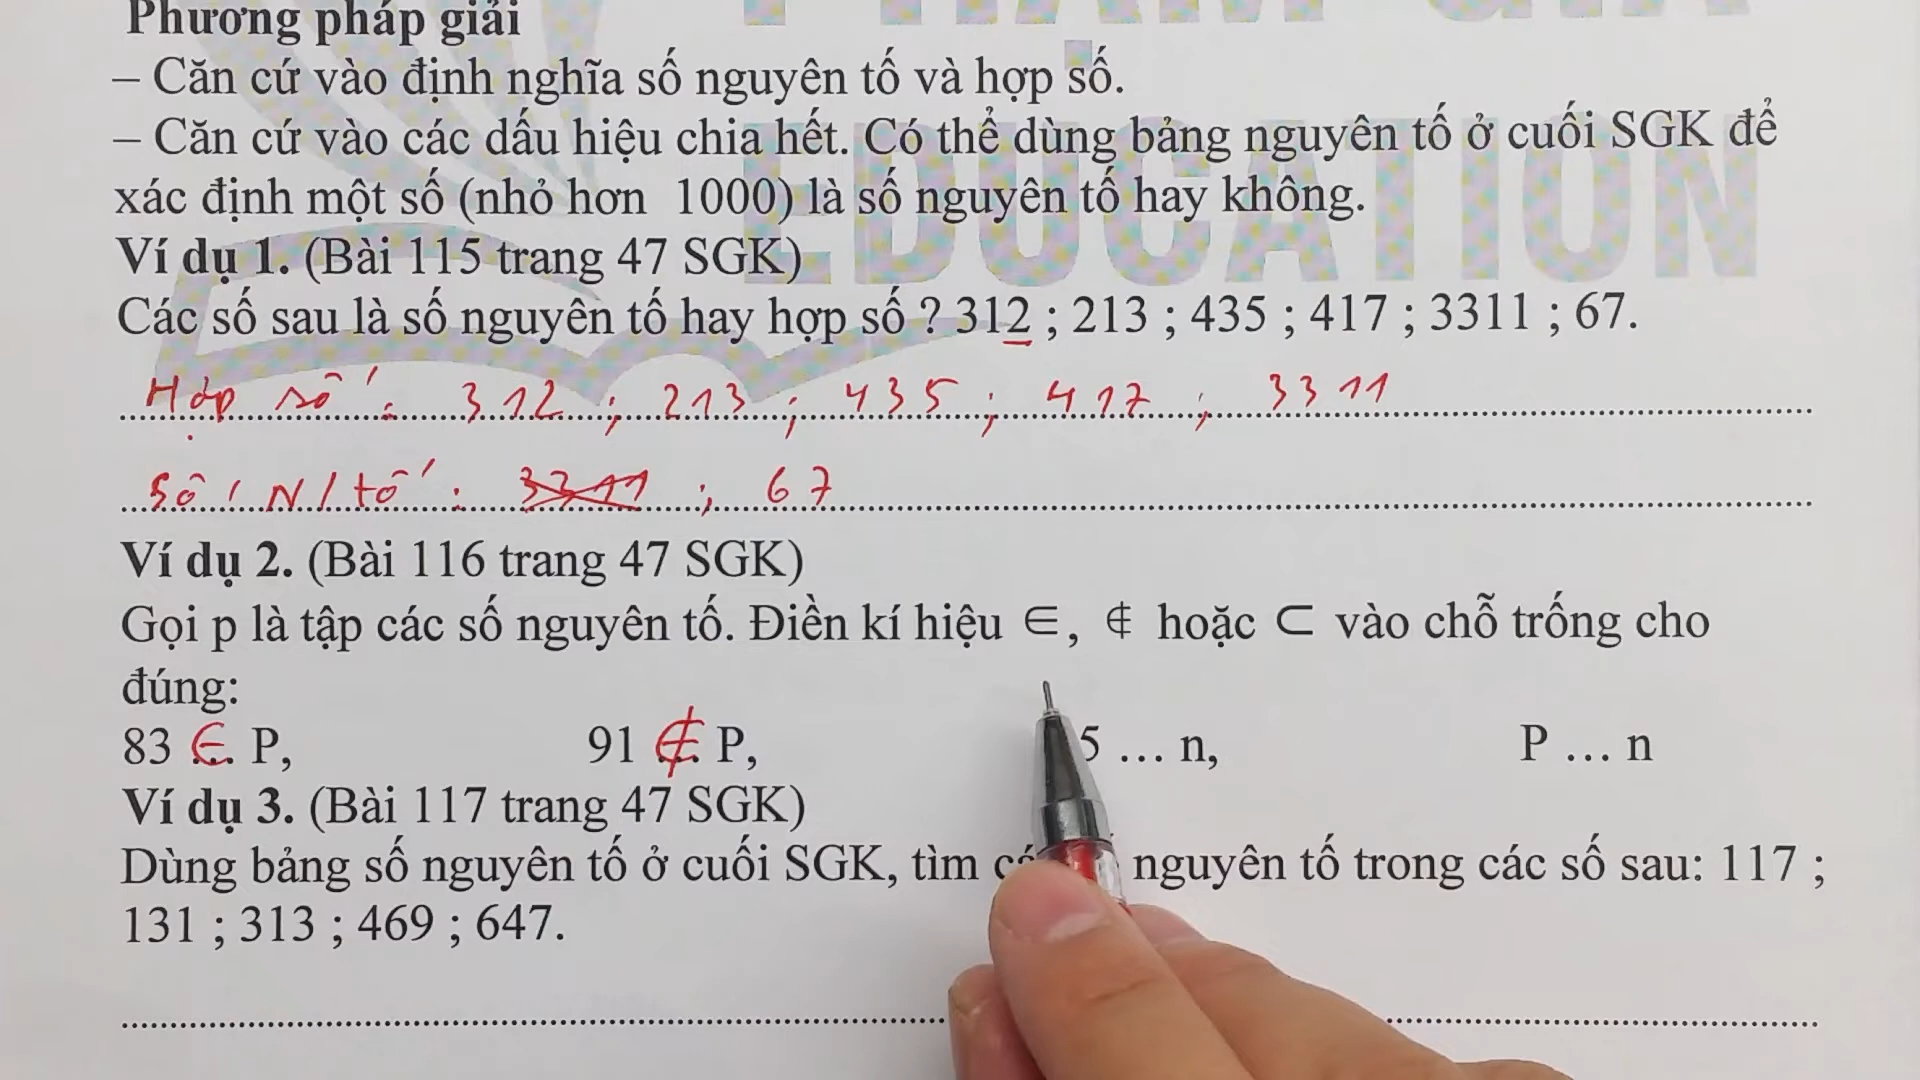 Phương pháp giải
– Căn cứ vào định nghĩa số nguyên tố và hợp số.
– Căn cứ vào các dấu hiệu chia hết. Có thể dùng bảng nguyên tố ở cuối SGK để
xác định một số (nhỏ hơn 1000) là số nguyên tố hay không.
EDUCATION
Ví dụ 1. (Bài 115 trang 47 SGK)
Các số sau là số nguyên tố hay hợp số ? 312 ; 213 ; 435 ; 417 ; 3311 ; 67.
Hợp số : 312 ; 213 ; 435 ; 417 ; 3311
Số N/tố : 3311 ; 67
Ví dụ 2. (Bài 116 trang 47 SGK)
Gọi p là tập các số nguyên tố. Điền kí hiệu ∈, ∉ hoặc ⊂ vào chỗ trống cho
đúng:
83 ∈ P, 91 ∉ P, 5 … n, P … n
Ví dụ 3. (Bài 117 trang 47 SGK)
Dùng bảng số nguyên tố ở cuối SGK, tìm nguyên tố trong các số sau: 117 ;
131 ; 313 ; 469 ; 647.